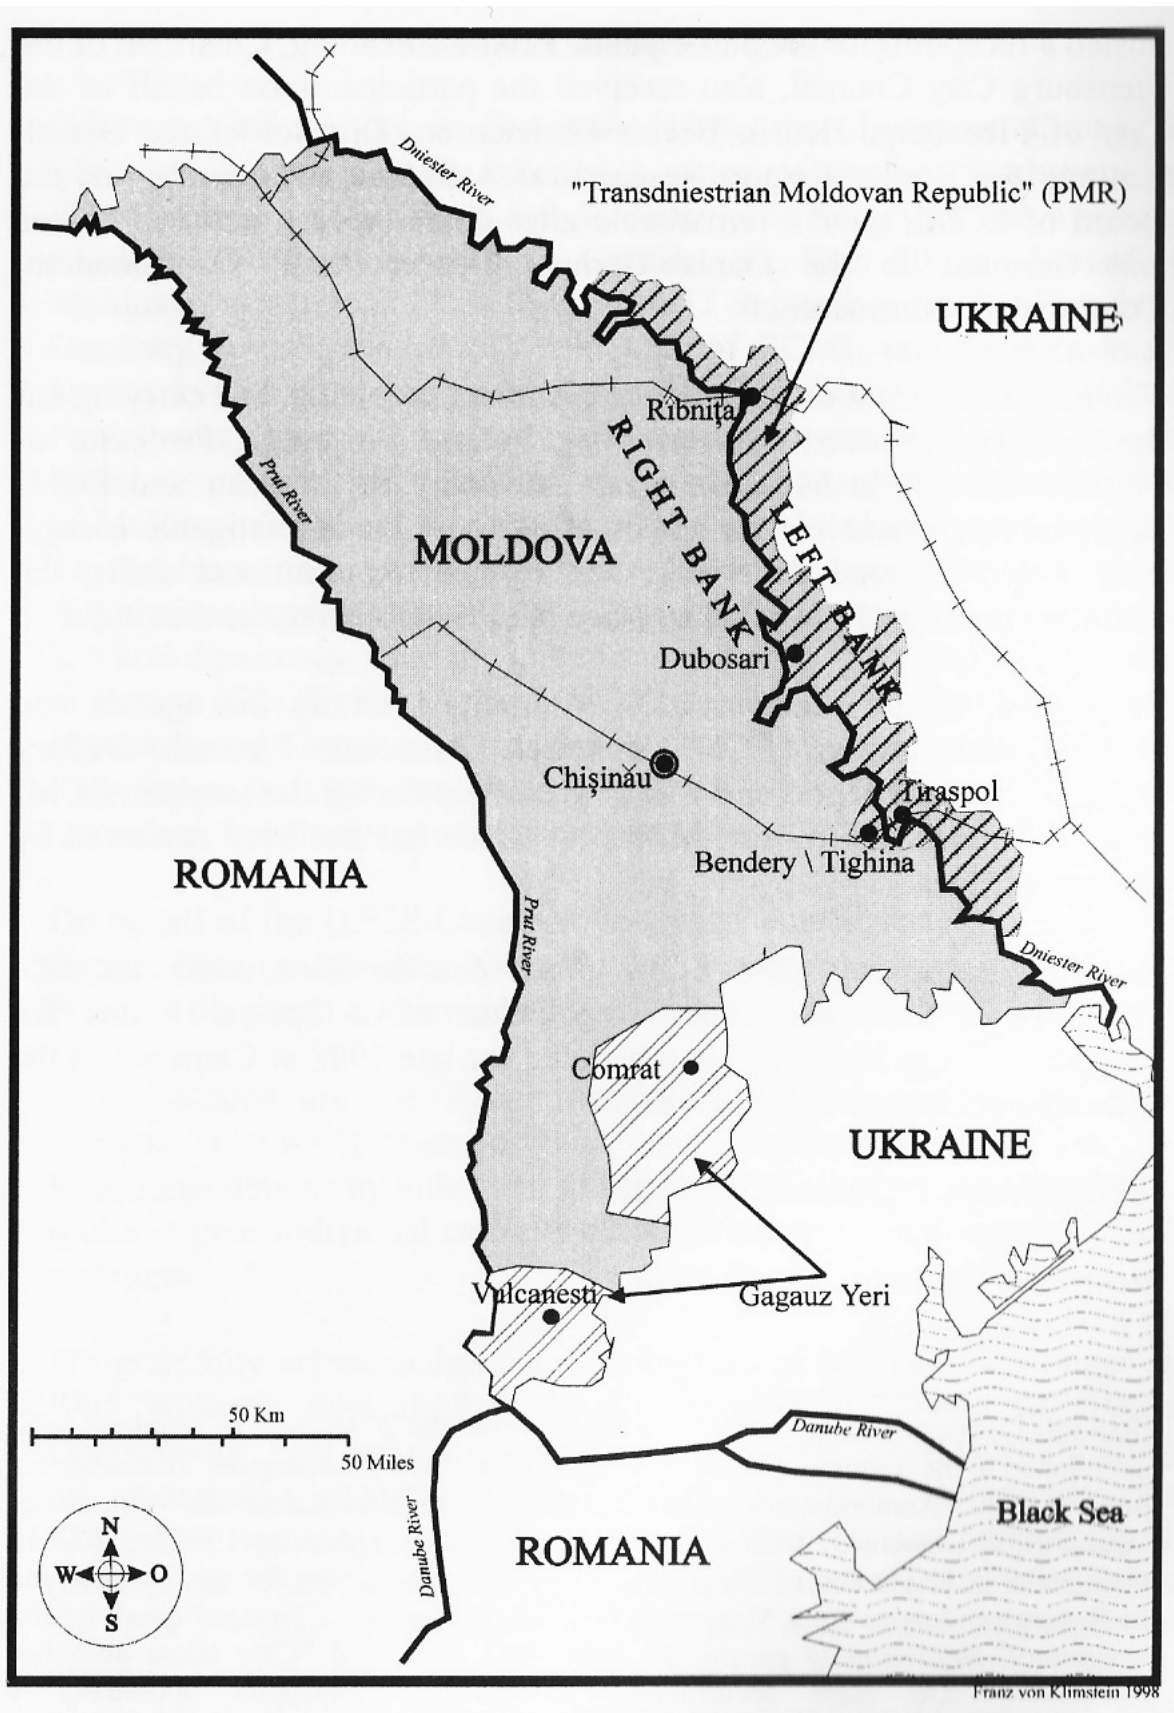 Dniester River
"Transdniestrian Moldovan Republic" (PMR)
UKRAINE
Ribnița
RIGHT BANK
LEFT BANK
Prut River
MOLDOVA
Dubosari
Chișinău
Tiraspol
Bendery \ Tighina
ROMANIA
Prut River
Dniester River
Comrat
UKRAINE
Vulcanesti
Gagauz Yeri
50 Km
50 Miles
Danube River
Black Sea
N
W
O
S
Danube River
ROMANIA
Franz von Klimstein 1998